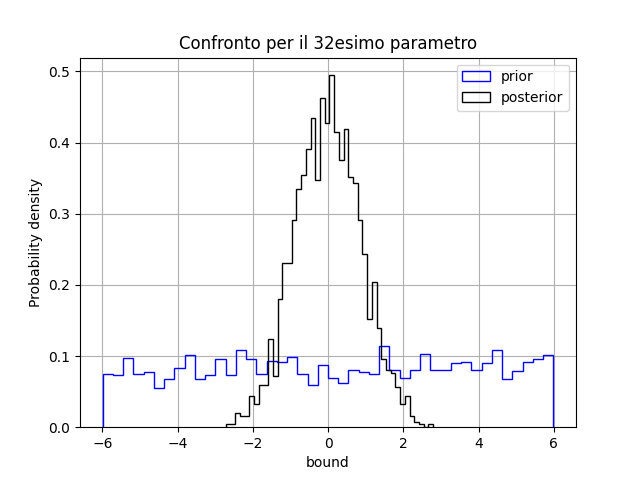 Confronto per il 32esimo parametro
prior
posterior
Probability density
0.5
0.4
0.3
0.2
0.1
0.0
−6
−4
−2
0
2
4
6
bound